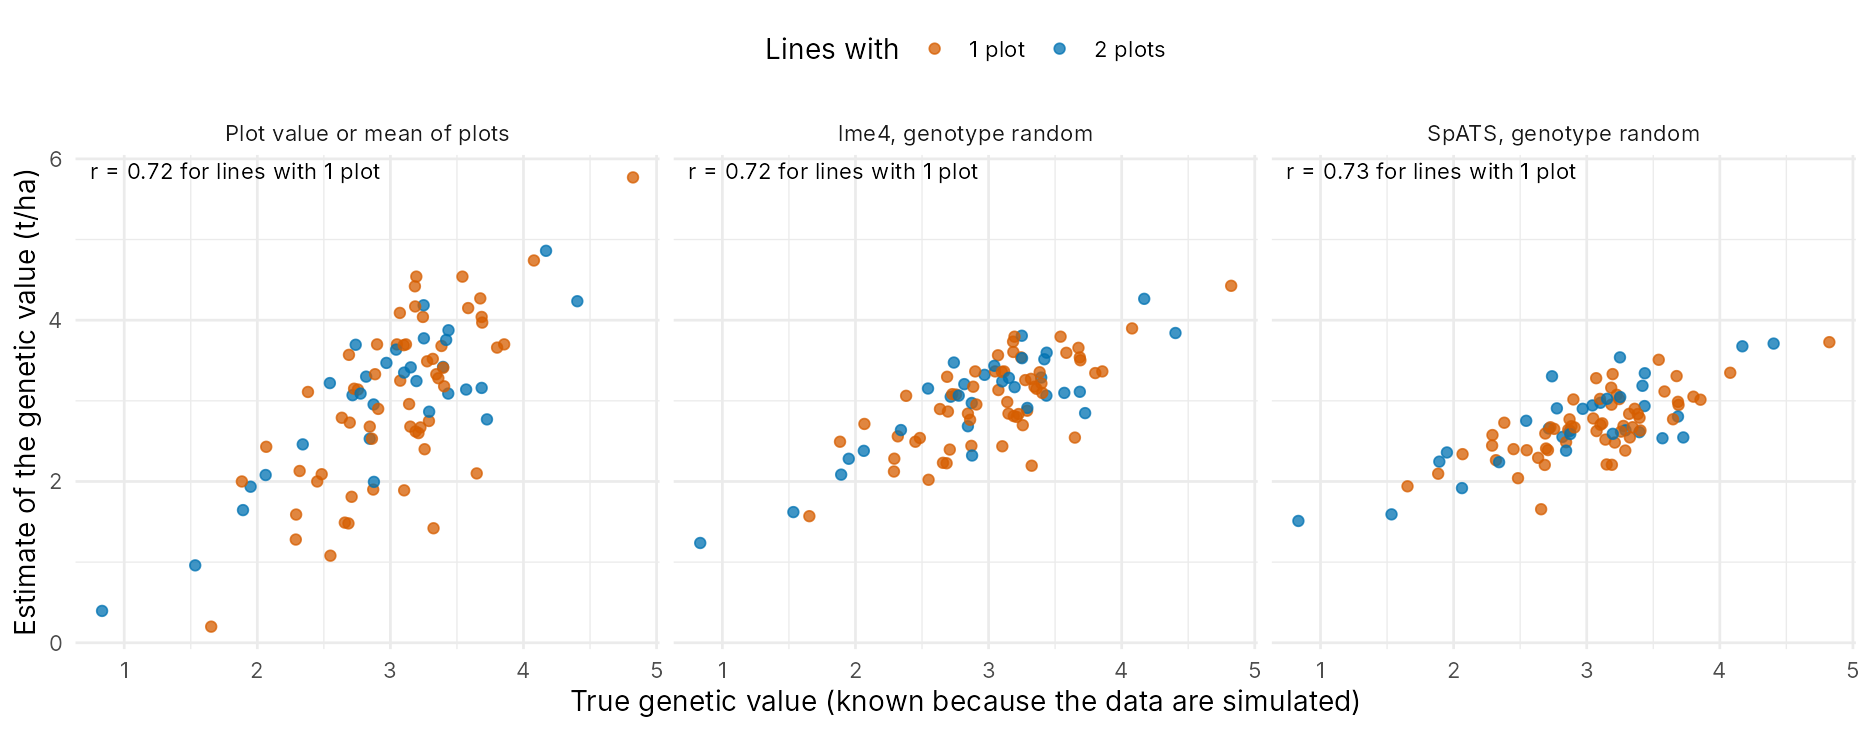 Lines with 1 plot 2 plots
Plot value or mean of plots
lme4, genotype random
SpATS, genotype random
r = 0.72 for lines with 1 plot
r = 0.72 for lines with 1 plot
r = 0.73 for lines with 1 plot
Estimate of the genetic value (t/ha)
6
4
2
0
1 2 3 4 5
1 2 3 4 5
1 2 3 4 5
True genetic value (known because the data are simulated)